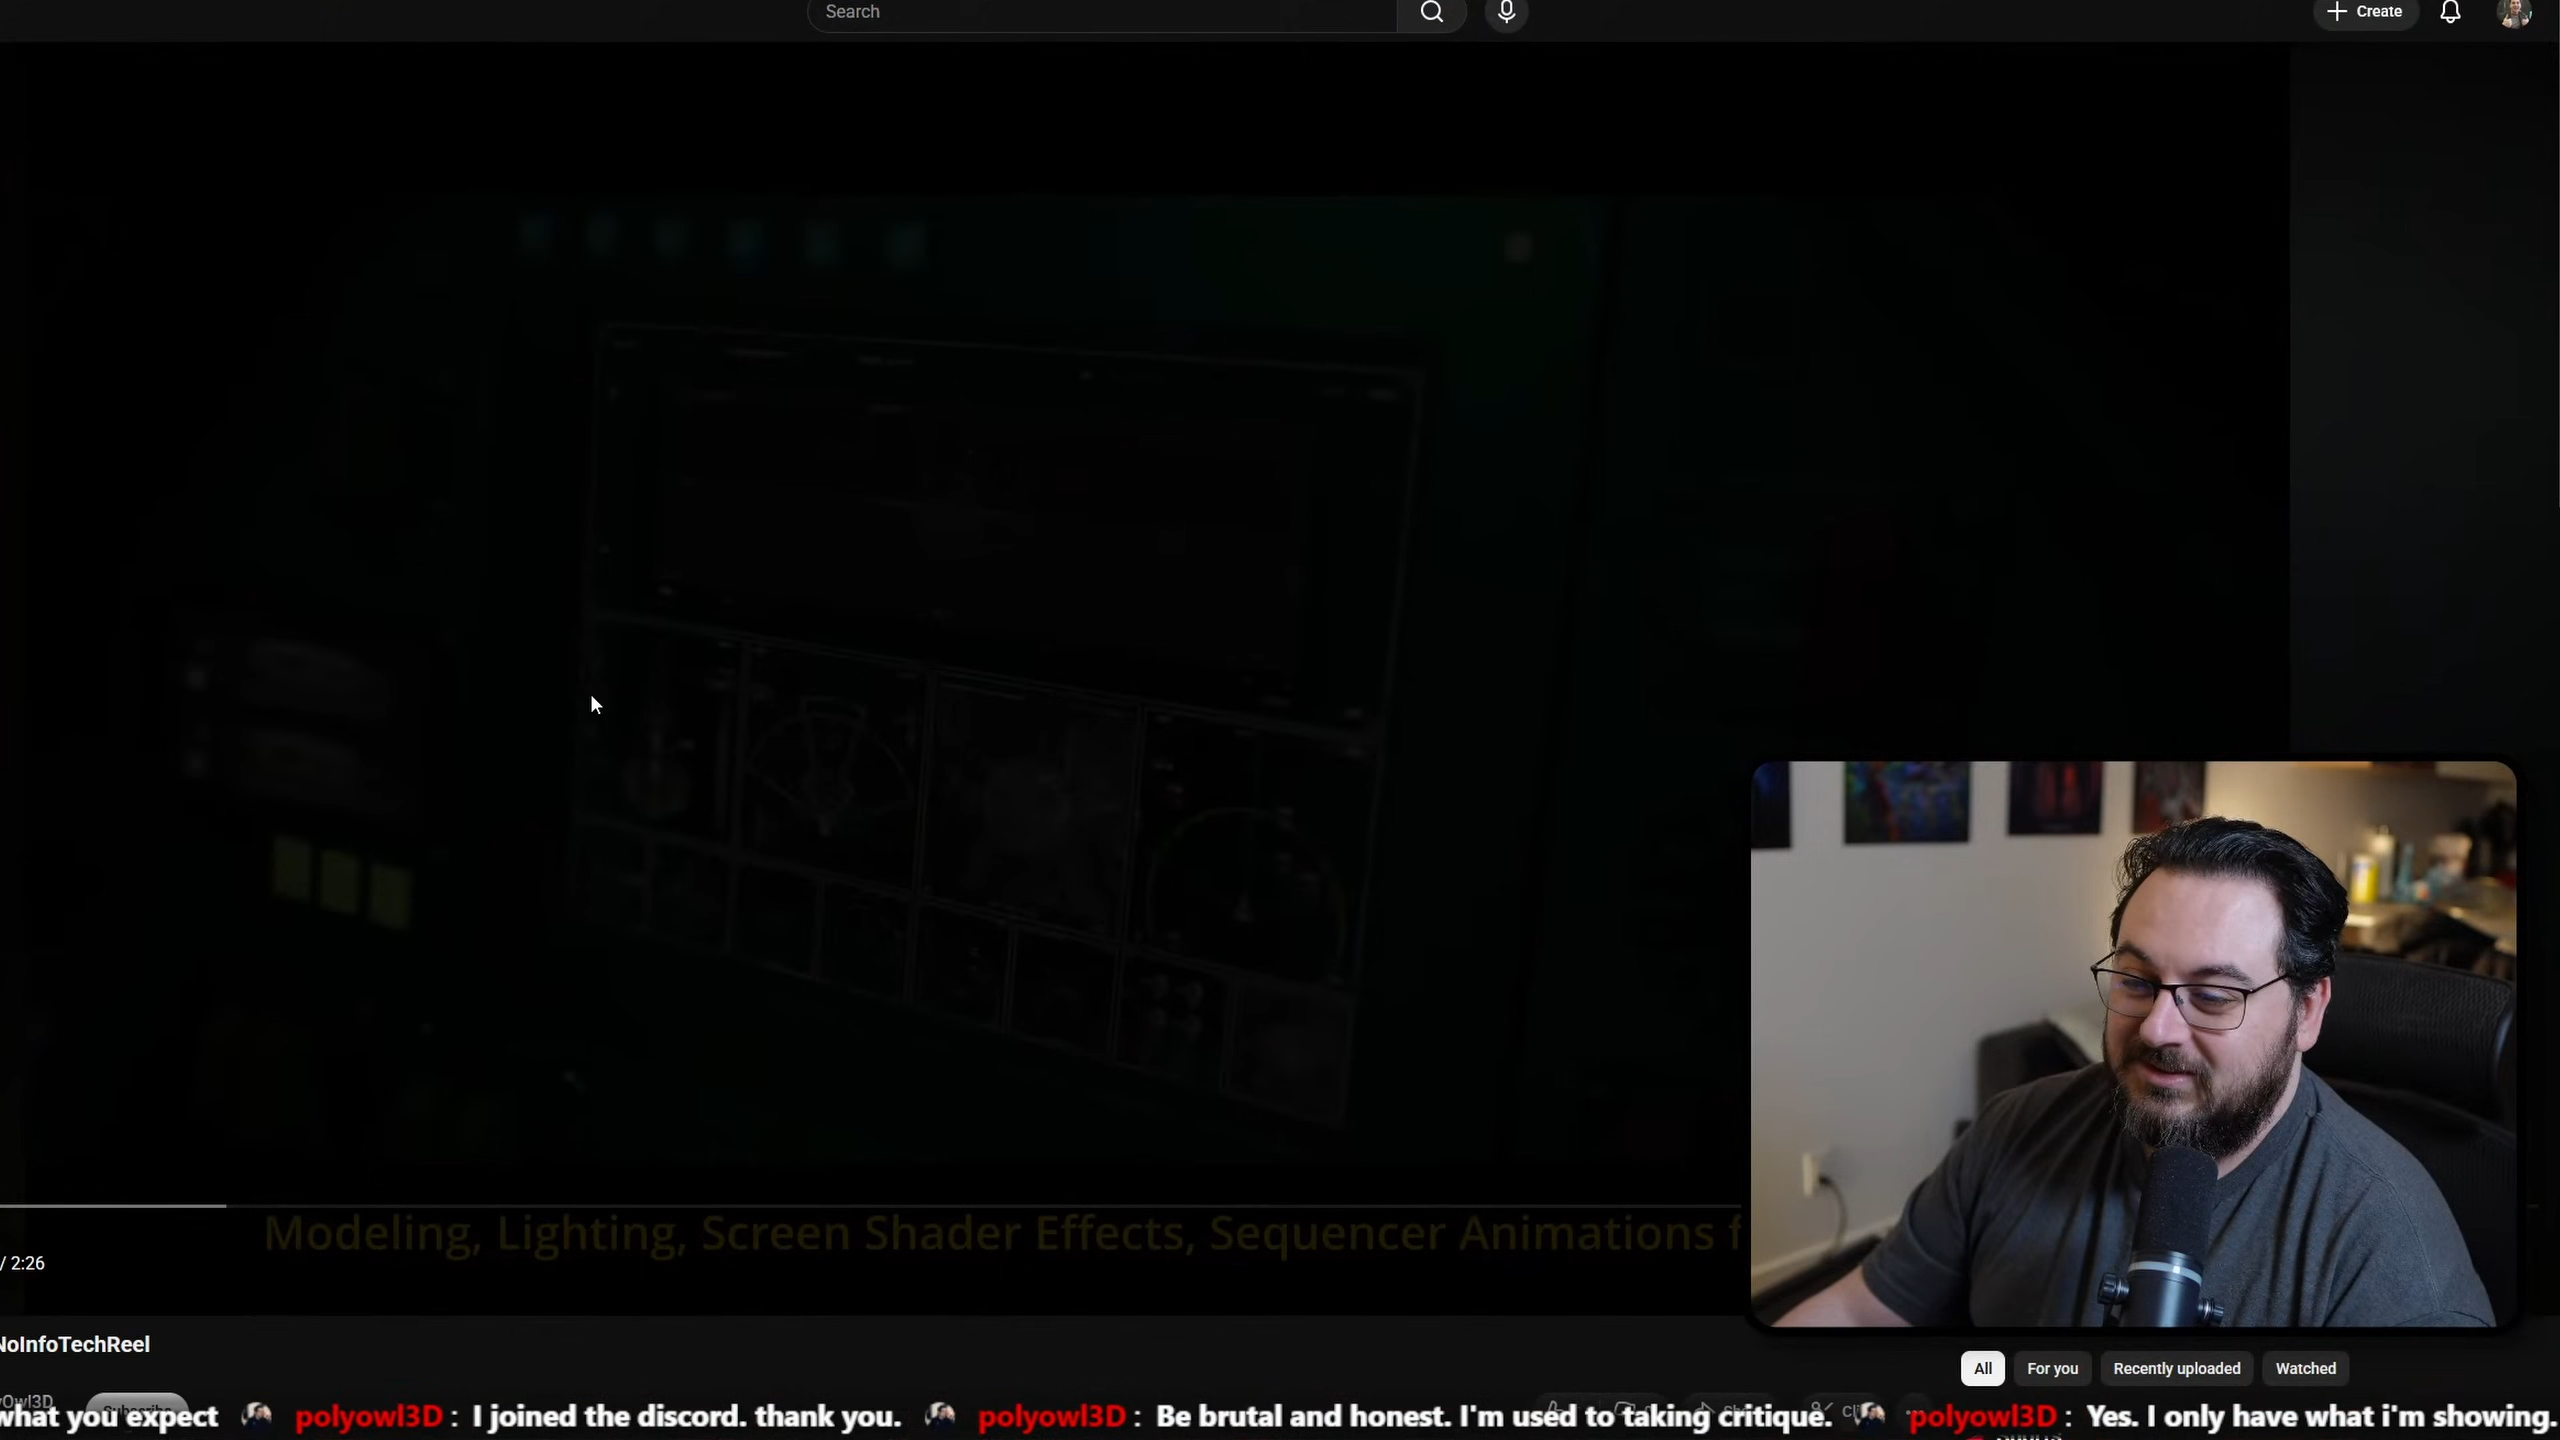 Search
Create
Modeling, Lighting, Screen Shader Effects, Sequencer Animations f
/ 2:26
NoInfoTechReel
All
For you
Recently uploaded
Watched
what you expect polyowl3D : I joined the discord. thank you. polyowl3D : Be brutal and honest. I'm used to taking critique. polyowl3D : Yes. I only have what i'm showing.